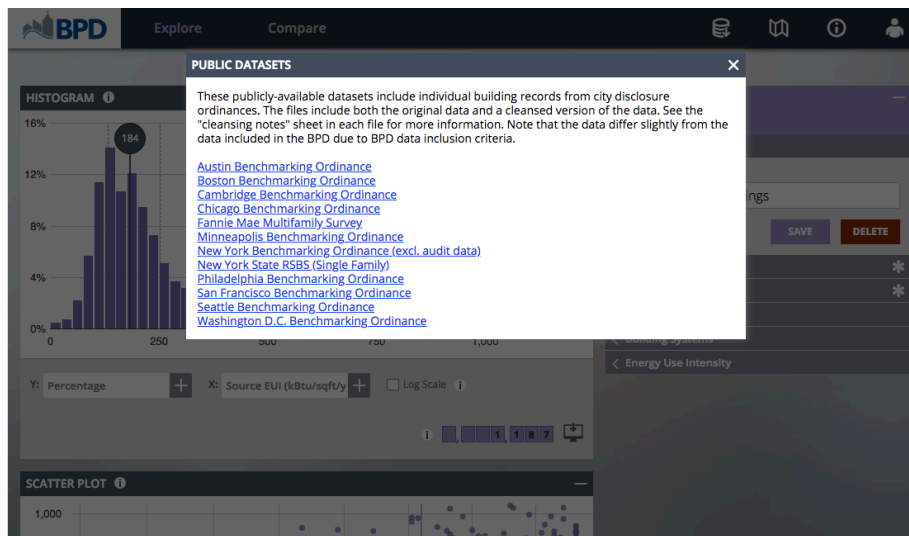 BPD
Explore
Compare
PUBLIC DATASETS
These publicly-available datasets include individual building records from city disclosure
ordinances. The files include both the original data and a cleansed version of the data. See the
"cleansing notes" sheet in each file for more information. Note that the data differ slightly from the
data included in the BPD due to BPD data inclusion criteria.
Austin Benchmarking Ordinance
Boston Benchmarking Ordinance
Cambridge Benchmarking Ordinance
Chicago Benchmarking Ordinance
Fannie Mae Multifamily Survey
Minneapolis Benchmarking Ordinance
New York Benchmarking Ordinance (excl. audit data)
New York State RSBS (Single Family)
Philadelphia Benchmarking Ordinance
San Francisco Benchmarking Ordinance
Seattle Benchmarking Ordinance
Washington D.C. Benchmarking Ordinance
HISTOGRAM
16%
184
12%
8%
4%
0%
0 250 500 750 1,000
Y: Percentage + X: Source EUI (kBtu/sqft/y + Log Scale
, 1,187
SCATTER PLOT
1,000
ngs
SAVE DELETE
Building Systems
Energy Use Intensity